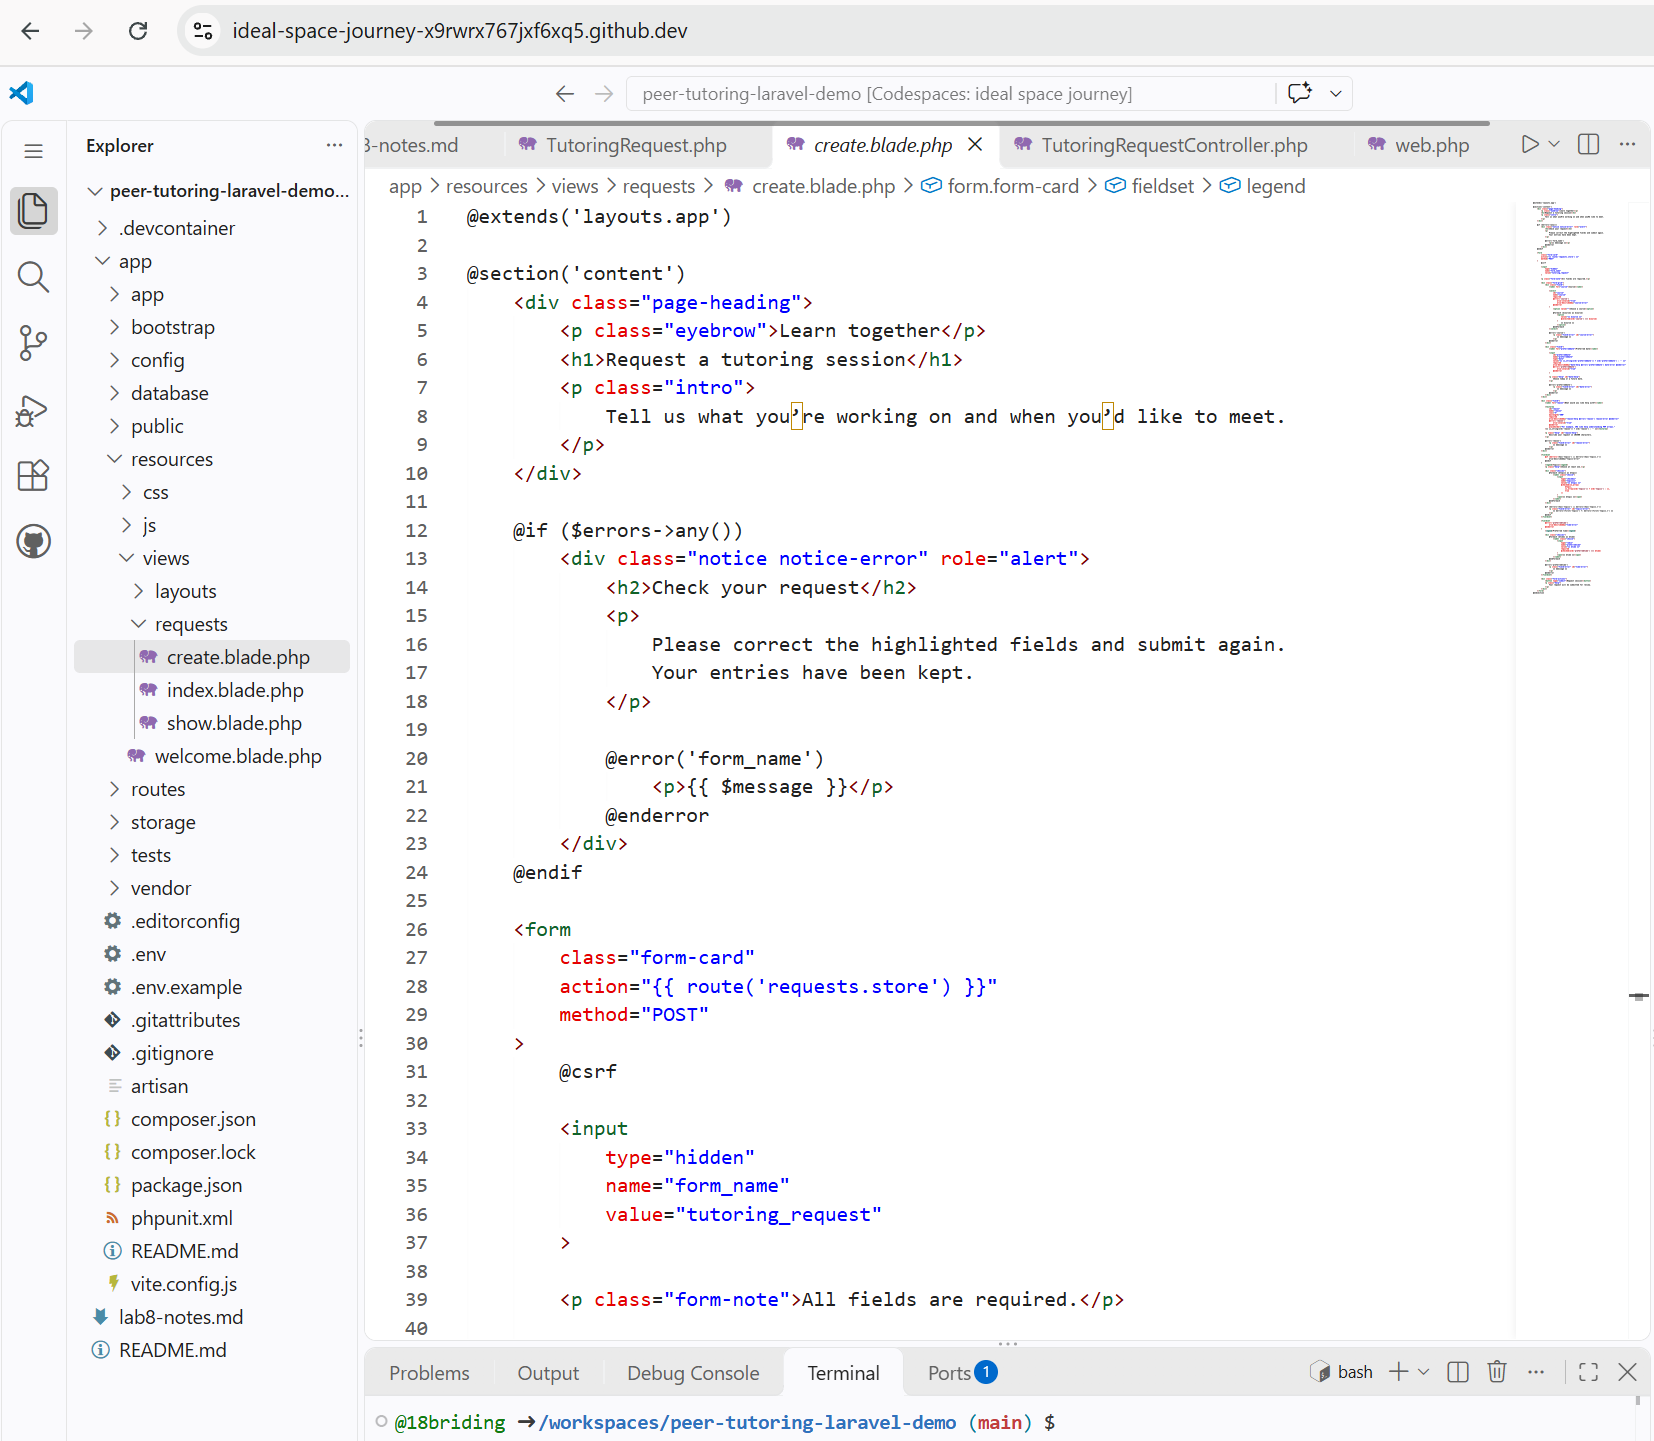 ideal-space-journey-x9rwrx767jxf6xq5.github.dev
peer-tutoring-laravel-demo [Codespaces: ideal space journey]
Explorer
peer-tutoring-laravel-demo...
.devcontainer
app
app
bootstrap
config
database
public
resources
css
js
views
layouts
requests
create.blade.php
index.blade.php
show.blade.php
welcome.blade.php
routes
storage
tests
vendor
.editorconfig
.env
.env.example
.gitattributes
.gitignore
artisan
composer.json
composer.lock
package.json
phpunit.xml
README.md
vite.config.js
lab8-notes.md
README.md
3-notes.md TutoringRequest.php create.blade.php TutoringRequestController.php web.php
app > resources > views > requests > create.blade.php > form.form-card > fieldset > legend
1 @extends('layouts.app')
2
3 @section('content')
4 <div class="page-heading">
5 <p class="eyebrow">Learn together</p>
6 <h1>Request a tutoring session</h1>
7 <p class="intro">
8 Tell us what you’re working on and when you’d like to meet.
9 </p>
10 </div>
11
12 @if ($errors->any())
13 <div class="notice notice-error" role="alert">
14 <h2>Check your request</h2>
15 <p>
16 Please correct the highlighted fields and submit again.
17 Your entries have been kept.
18 </p>
19
20 @error('form_name')
21 <p>{{ $message }}</p>
22 @enderror
23 </div>
24 @endif
25
26 <form
27 class="form-card"
28 action="{{ route('requests.store') }}"
29 method="POST"
30 >
31 @csrf
32
33 <input
34 type="hidden"
35 name="form_name"
36 value="tutoring_request"
37 >
38
39 <p class="form-note">All fields are required.</p>
40
Problems Output Debug Console Terminal Ports 1 bash
@18briding ➜ /workspaces/peer-tutoring-laravel-demo (main) $